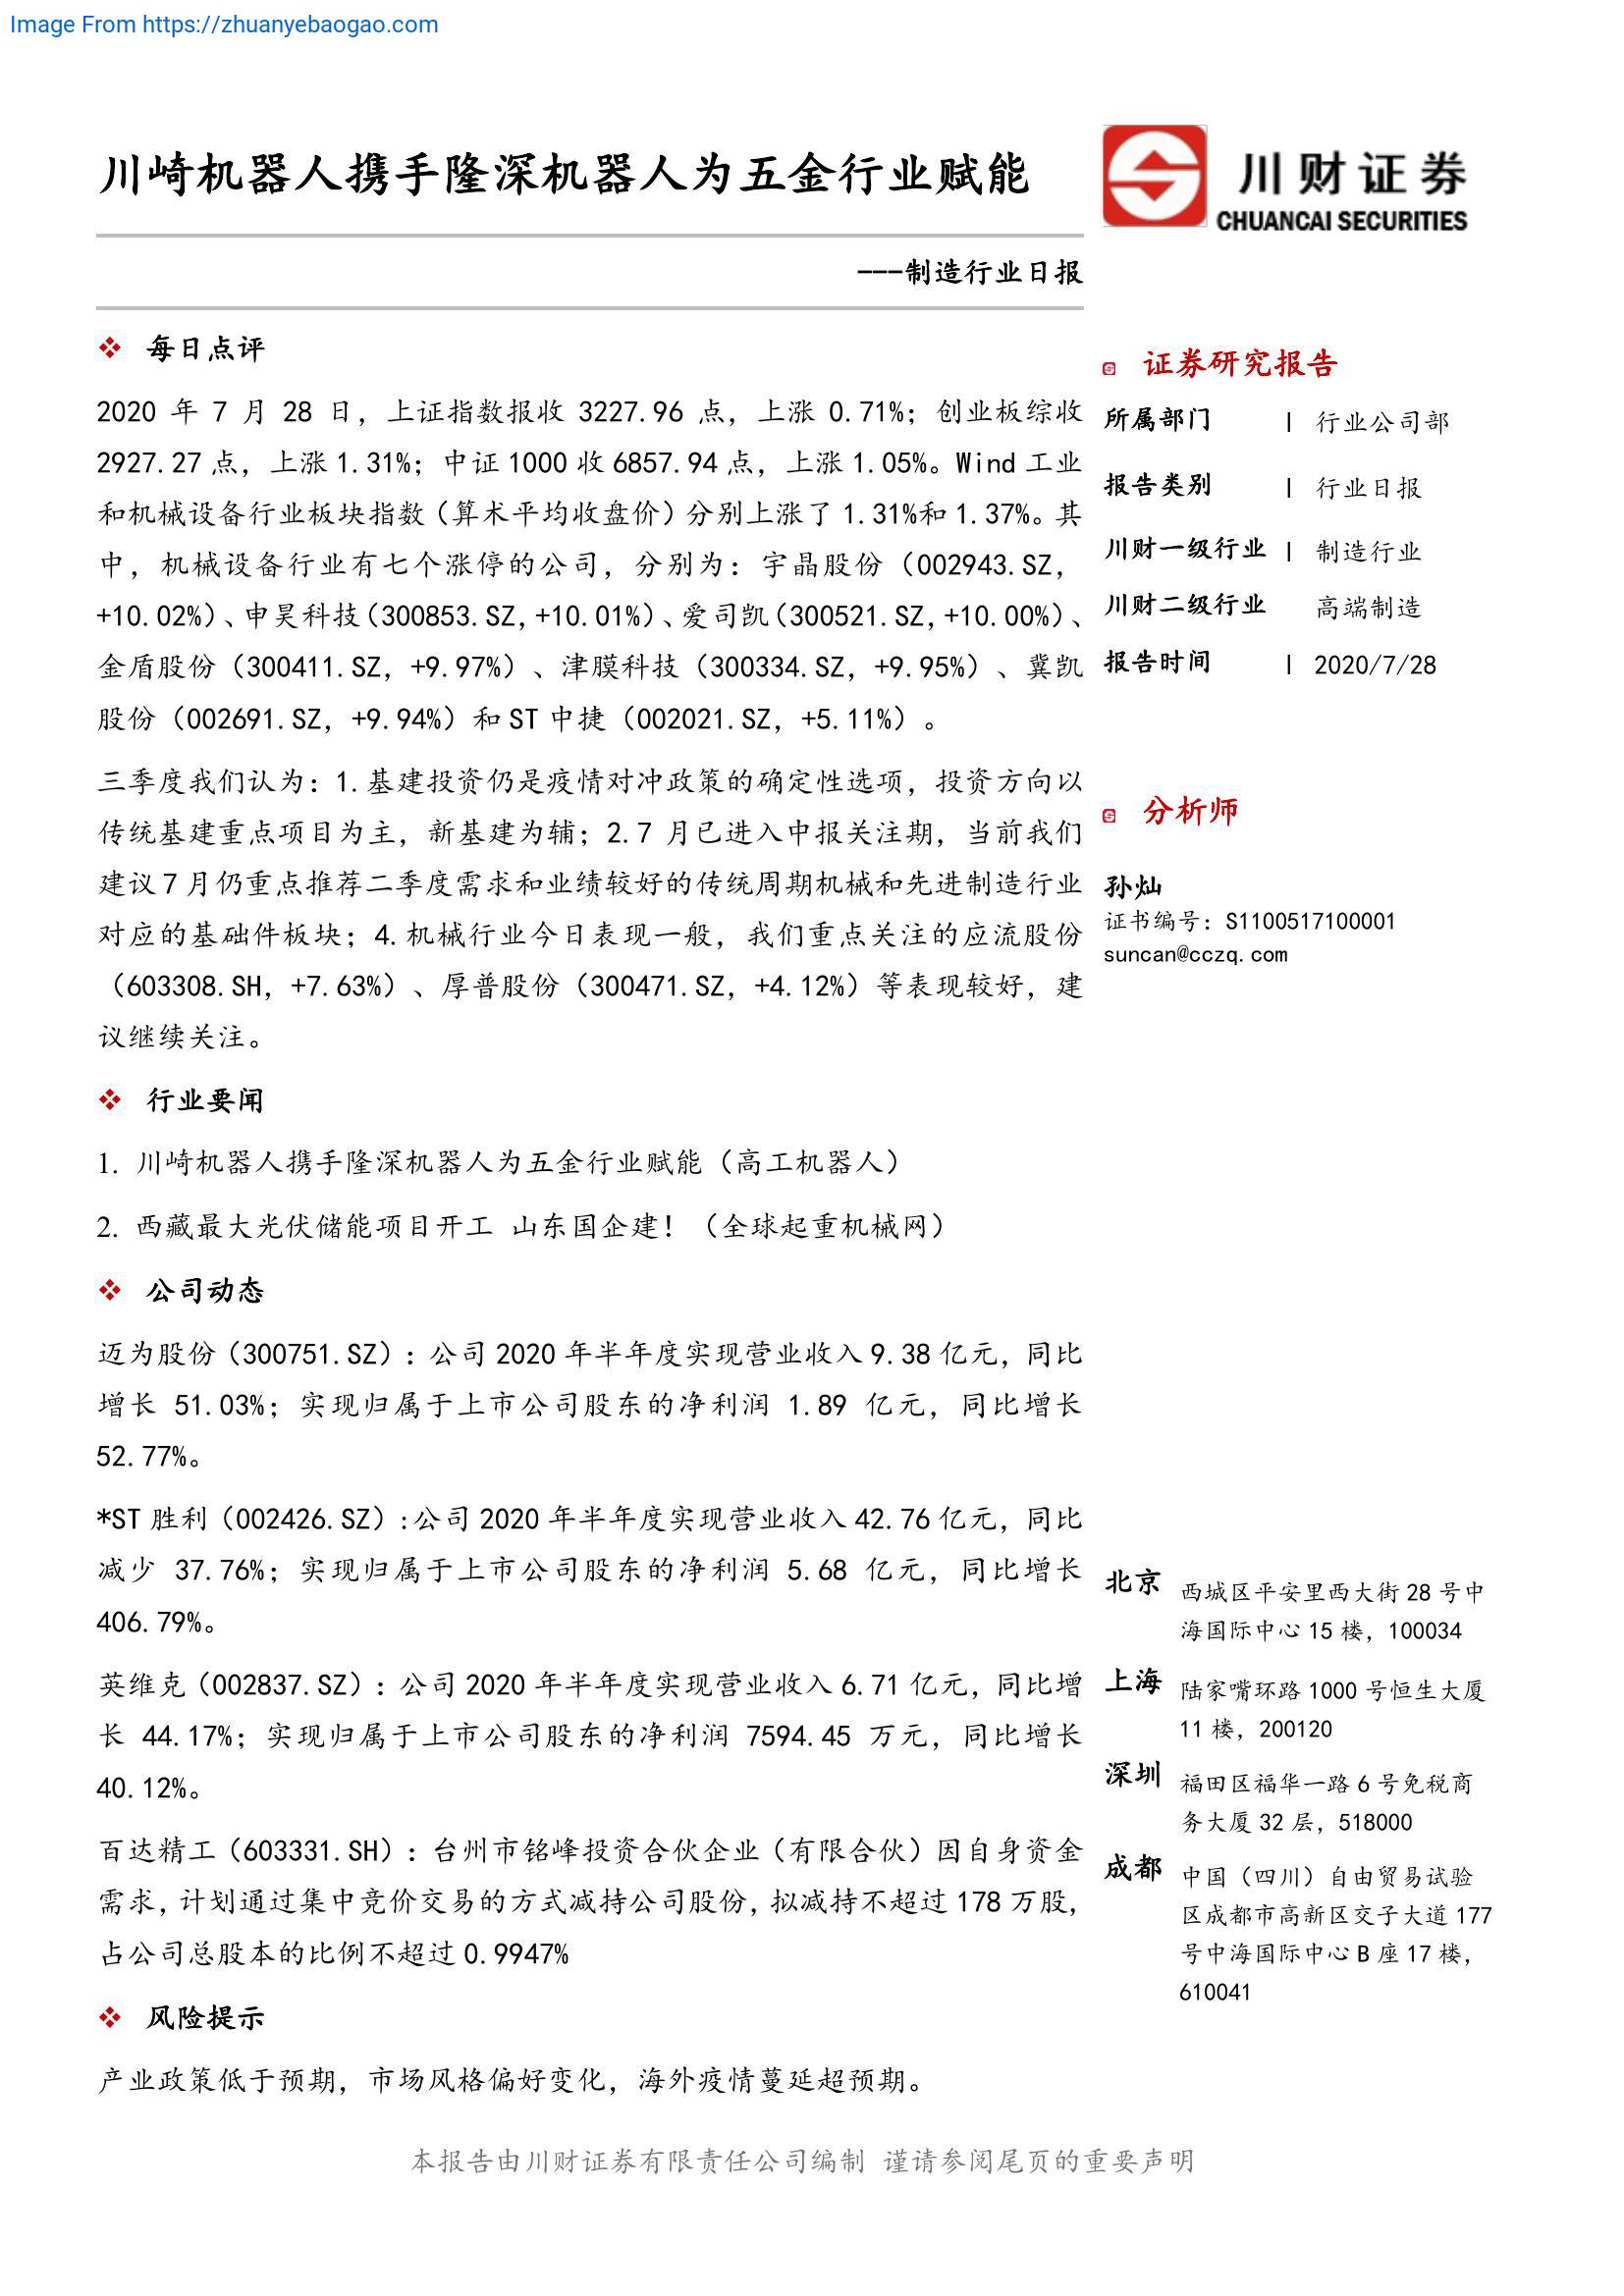 Image From https://zhuanyebaogao.com
川崎机器人携手隆深机器人为五金行业赋能
川财证券
CHUANCAI SECURITIES
---制造行业日报
每日点评
2020 年 7 月 28 日，上证指数报收 3227.96 点，上涨 0.71%；创业板综收
2927.27 点，上涨 1.31%；中证 1000 收 6857.94 点，上涨 1.05%。Wind 工业
和机械设备行业板块指数（算术平均收盘价）分别上涨了 1.31%和 1.37%。其
中，机械设备行业有七个涨停的公司，分别为：宇晶股份（002943.SZ，
+10.02%）、申昊科技（300853.SZ，+10.01%）、爱司凯（300521.SZ，+10.00%）、
金盾股份（300411.SZ，+9.97%）、津膜科技（300334.SZ，+9.95%）、冀凯
股份（002691.SZ，+9.94%）和 ST 中捷（002021.SZ，+5.11%）。
三季度我们认为：1.基建投资仍是疫情对冲政策的确定性选项，投资方向以
传统基建重点项目为主，新基建为辅；2.7 月已进入中报关注期，当前我们
建议 7 月仍重点推荐二季度需求和业绩较好的传统周期机械和先进制造行业
对应的基础件板块；4.机械行业今日表现一般，我们重点关注的应流股份
（603308.SH，+7.63%）、厚普股份（300471.SZ，+4.12%）等表现较好，建
议继续关注。
行业要闻
1. 川崎机器人携手隆深机器人为五金行业赋能（高工机器人）
2. 西藏最大光伏储能项目开工 山东国企建！（全球起重机械网）
公司动态
迈为股份（300751.SZ）：公司 2020 年半年度实现营业收入 9.38 亿元，同比
增长 51.03%；实现归属于上市公司股东的净利润 1.89 亿元，同比增长
52.77%。
*ST 胜利（002426.SZ）:公司 2020 年半年度实现营业收入 42.76 亿元，同比
减少 37.76%；实现归属于上市公司股东的净利润 5.68 亿元，同比增长
406.79%。
英维克（002837.SZ）：公司 2020 年半年度实现营业收入 6.71 亿元，同比增
长 44.17%；实现归属于上市公司股东的净利润 7594.45 万元，同比增长
40.12%。
百达精工（603331.SH）：台州市铭峰投资合伙企业（有限合伙）因自身资金
需求，计划通过集中竞价交易的方式减持公司股份，拟减持不超过 178 万股，
占公司总股本的比例不超过 0.9947%
风险提示
产业政策低于预期，市场风格偏好变化，海外疫情蔓延超预期。
证券研究报告
所属部门 | 行业公司部
报告类别 | 行业日报
川财一级行业 | 制造行业
川财二级行业 高端制造
报告时间 | 2020/7/28
分析师
孙灿
证书编号：S1100517100001
suncan@cczq.com
北京 西城区平安里西大街 28 号中
海国际中心 15 楼，100034
上海 陆家嘴环路 1000 号恒生大厦
11 楼，200120
深圳 福田区福华一路 6 号免税商
务大厦 32 层，518000
成都 中国（四川）自由贸易试验
区成都市高新区交子大道 177
号中海国际中心 B 座 17 楼，
610041
本报告由川财证券有限责任公司编制 谨请参阅尾页的重要声明